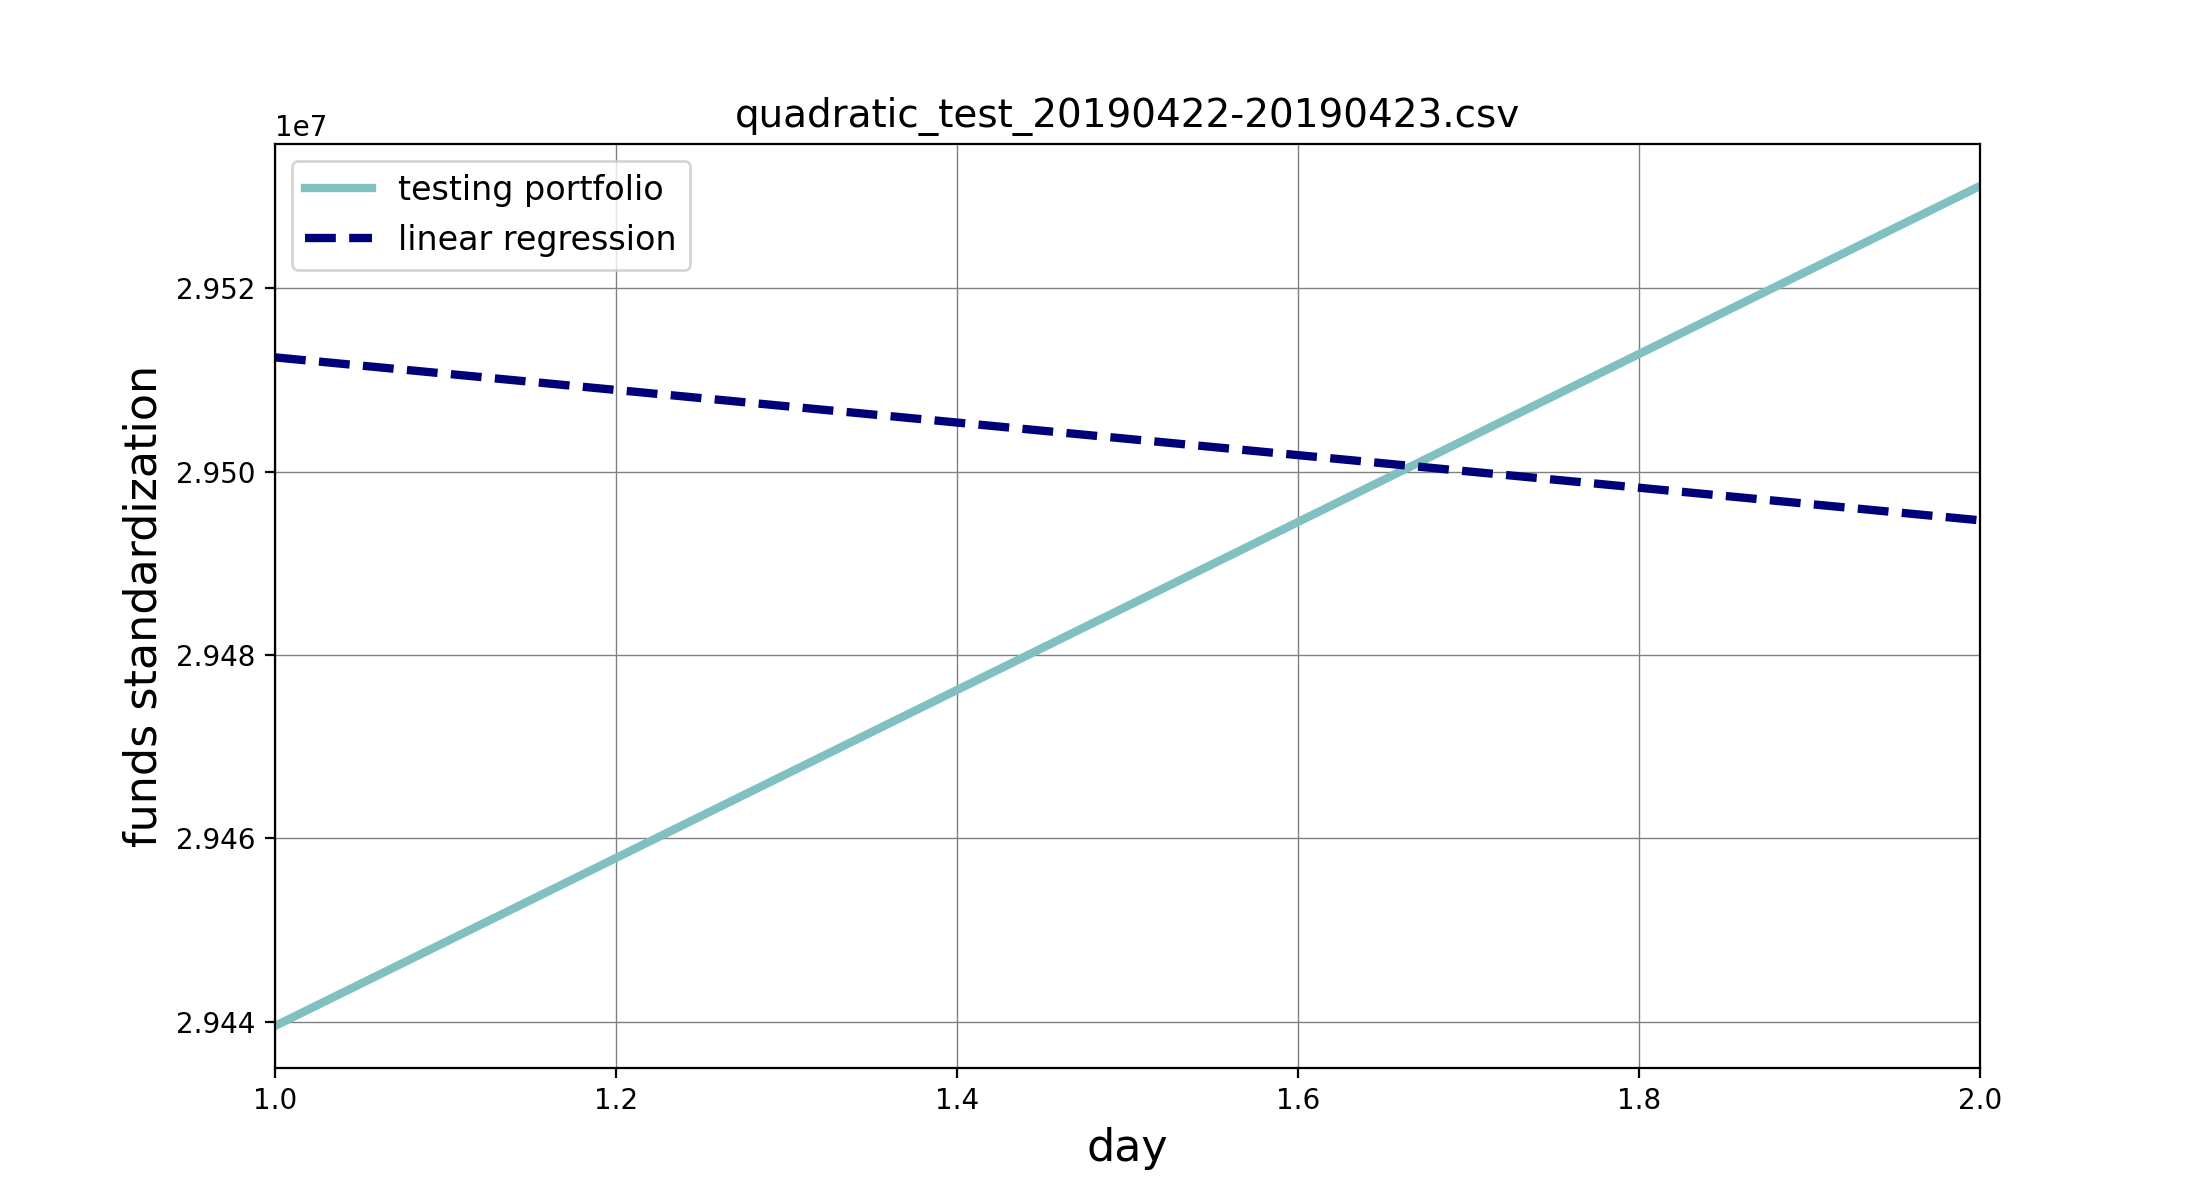 quadratic_test_20190422-20190423.csv
1e7
testing portfolio
linear regression
2.952
2.950
2.948
2.946
2.944
funds standardization
1.0 1.2 1.4 1.6 1.8 2.0
day